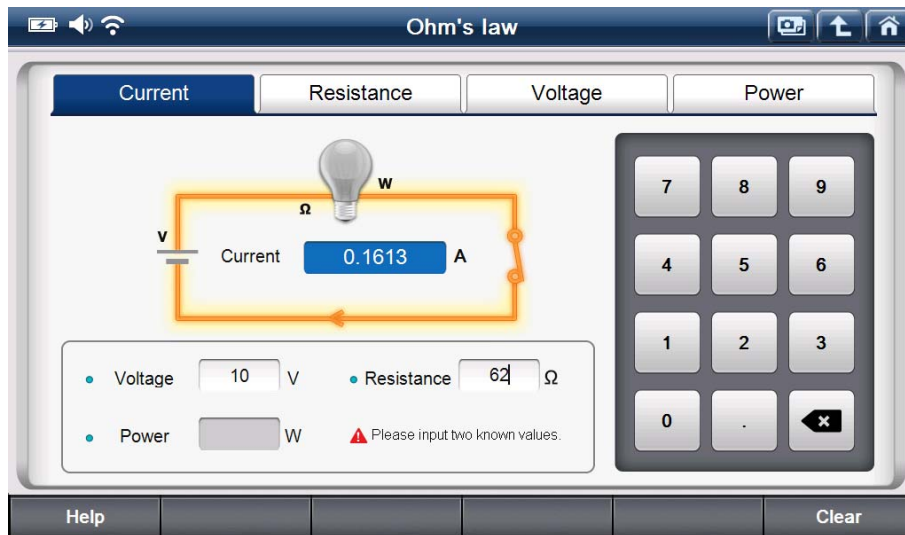 Ohm's law
Current Resistance Voltage Power
W
Ω
V
Current 0.1613 A
Voltage 10 V Resistance 62 Ω
Power W Please input two known values.
7 8 9
4 5 6
1 2 3
0 .
Help Clear